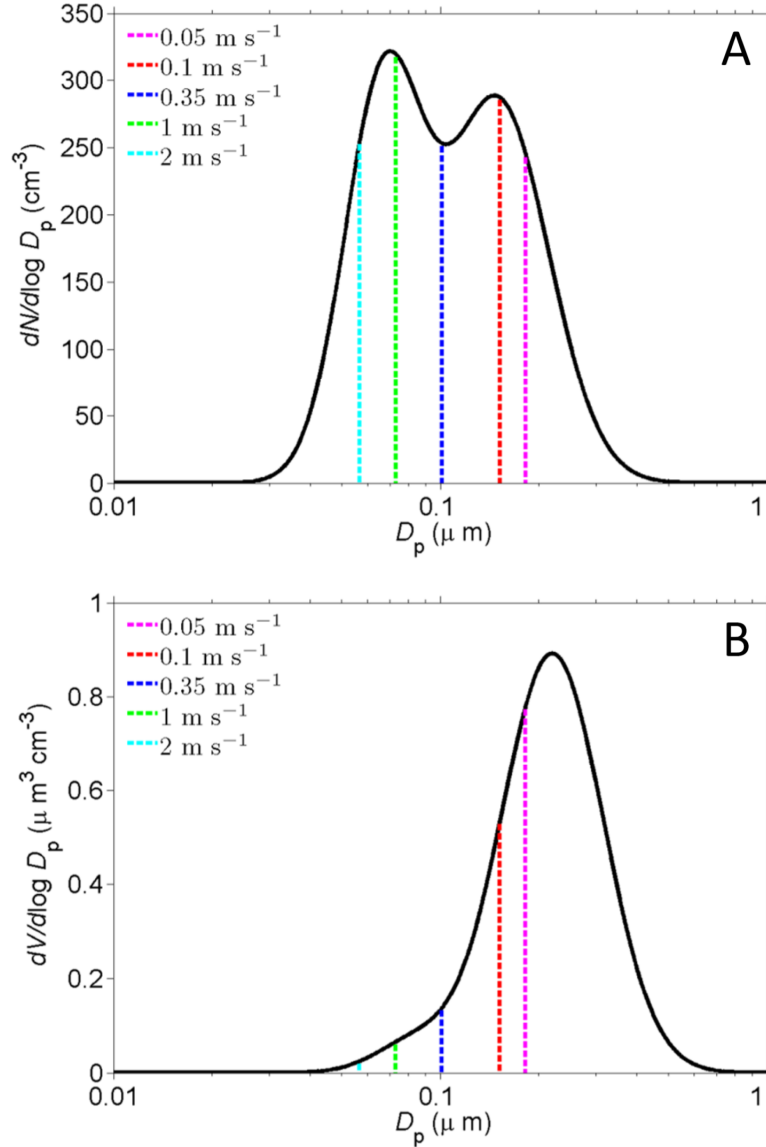 A
350
300
250
200
150
100
50
0
dN/dlog Dp (cm-3)
0.05 m s−1
0.1 m s−1
0.35 m s−1
1 m s−1
2 m s−1
0.01
0.1
1
Dp (μ m)
B
1
0.8
0.6
0.4
0.2
0
dV/dlog Dp (μ m3 cm-3)
0.05 m s−1
0.1 m s−1
0.35 m s−1
1 m s−1
2 m s−1
0.01
0.1
1
Dp (μ m)